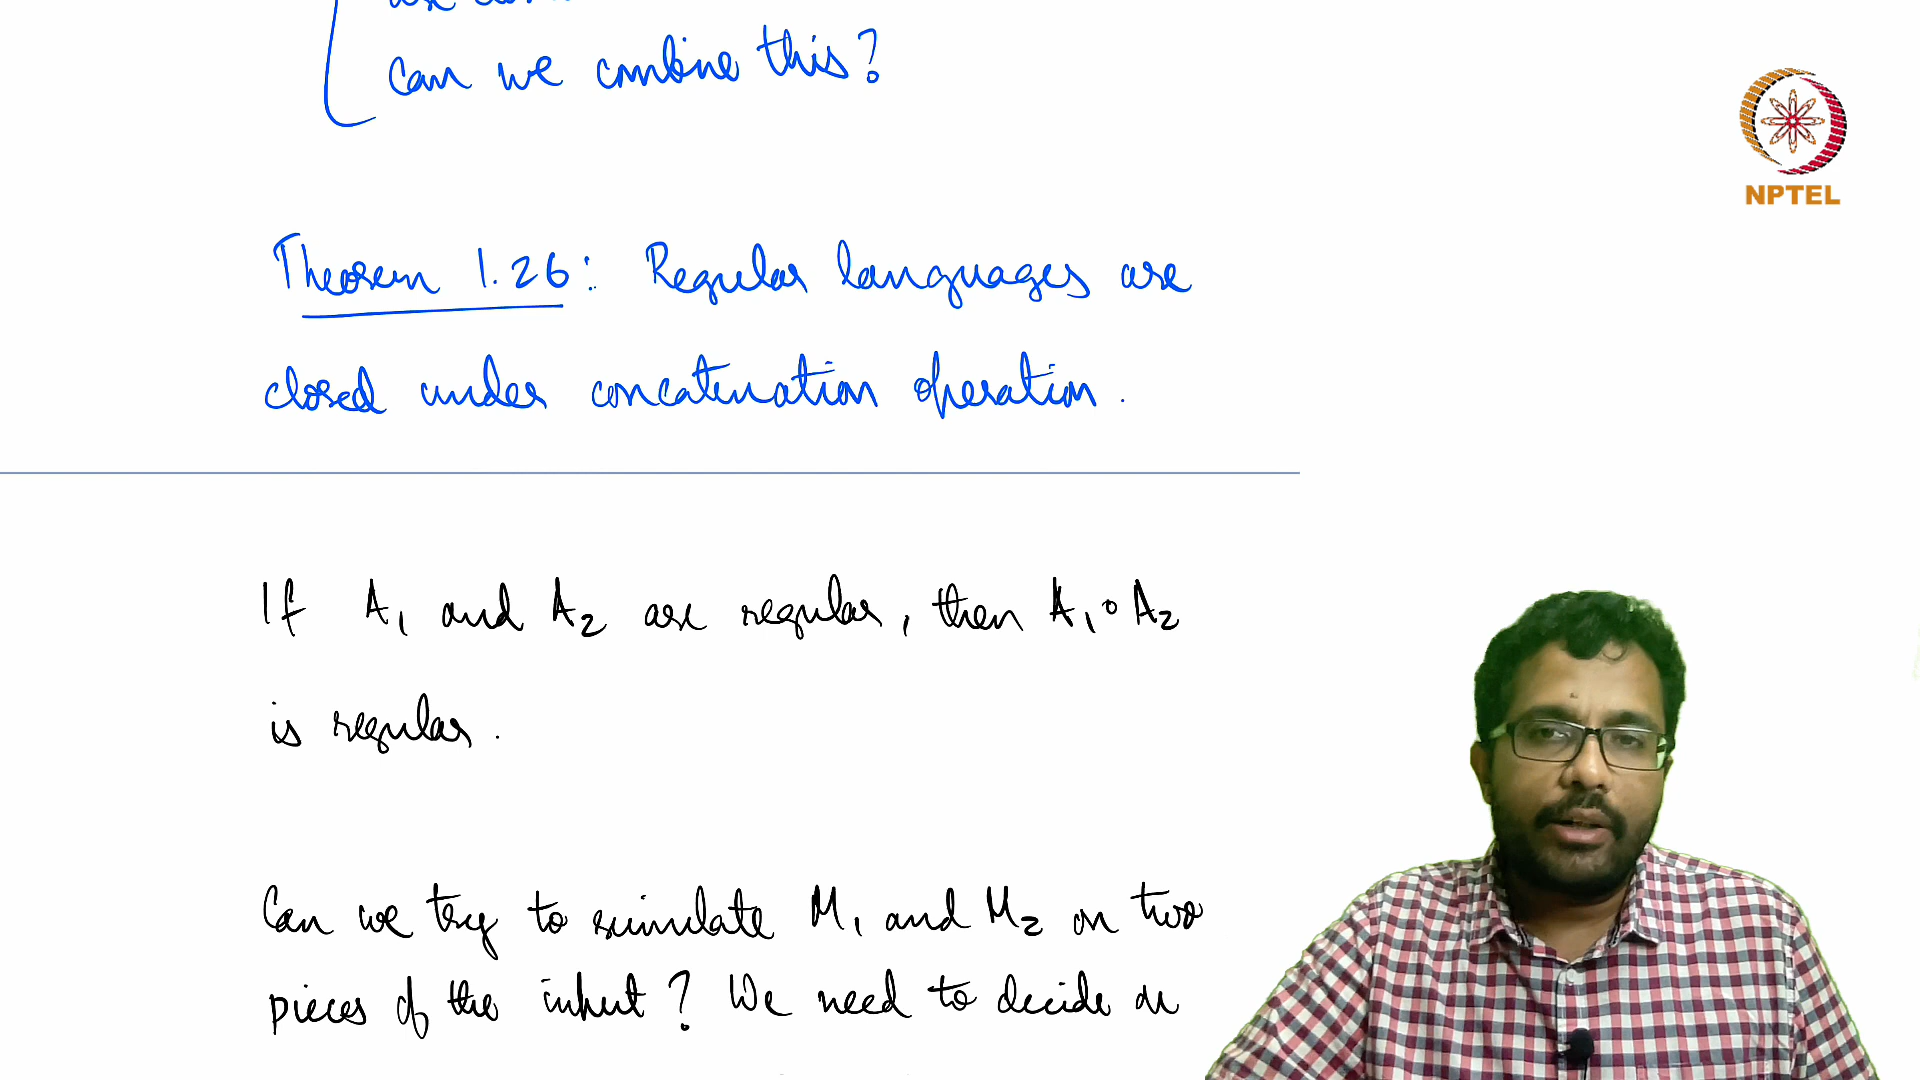 can we combine this?
NPTEL
Theorem 1.26: Regular languages are
closed under concatenation operation.
If A₁ and A₂ are regular, then A₁∘A₂
is regular.
Can we try to simulate M₁ and M₂ on two
pieces of the input? We need to decide on